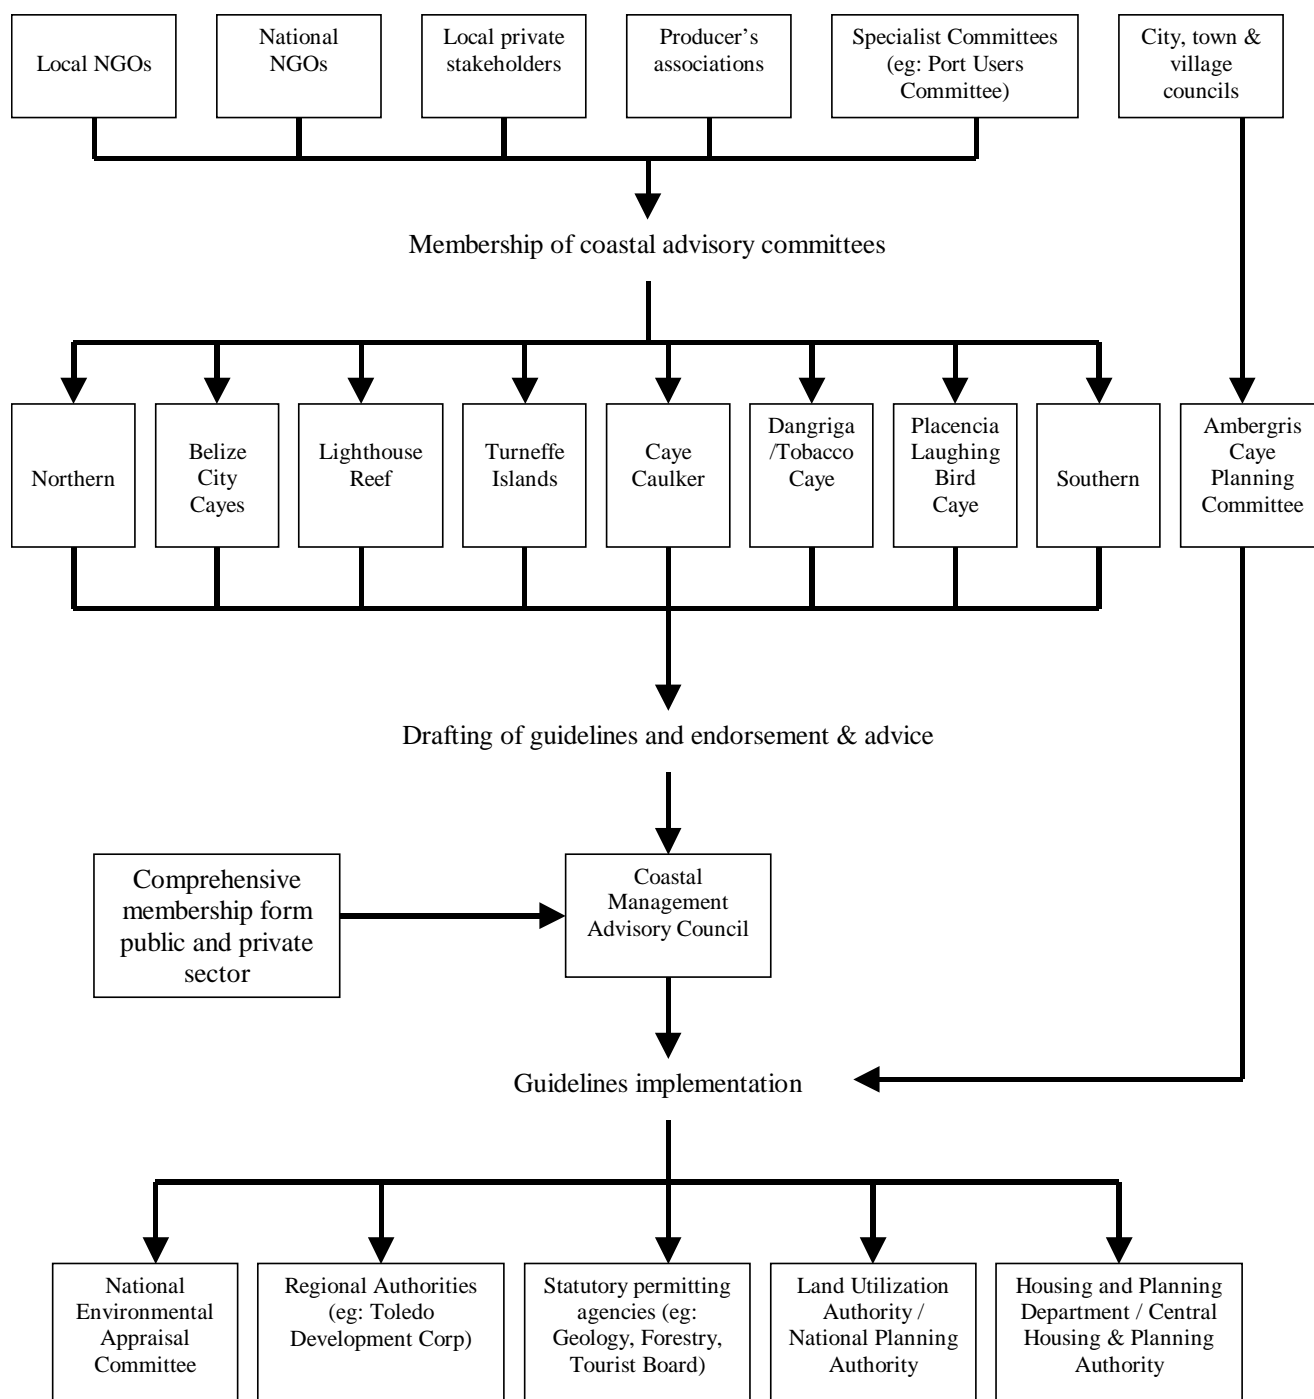 Local NGOs
National
NGOs
Local private
stakeholders
Producer’s
associations
Specialist Committees
(eg: Port Users
Committee)
City, town &
village
councils
Membership of coastal advisory committees
Northern
Belize
City
Cayes
Lighthouse
Reef
Turneffe
Islands
Caye
Caulker
Dangriga
/Tobacco
Caye
Placencia
Laughing
Bird
Caye
Southern
Ambergris
Caye
Planning
Committee
Drafting of guidelines and endorsement & advice
Comprehensive
membership form
public and private
sector
Coastal
Management
Advisory Council
Guidelines implementation
National
Environmental
Appraisal
Committee
Regional Authorities
(eg: Toledo
Development Corp)
Statutory permitting
agencies (eg:
Geology, Forestry,
Tourist Board)
Land Utilization
Authority /
National Planning
Authority
Housing and Planning
Department / Central
Housing & Planning
Authority